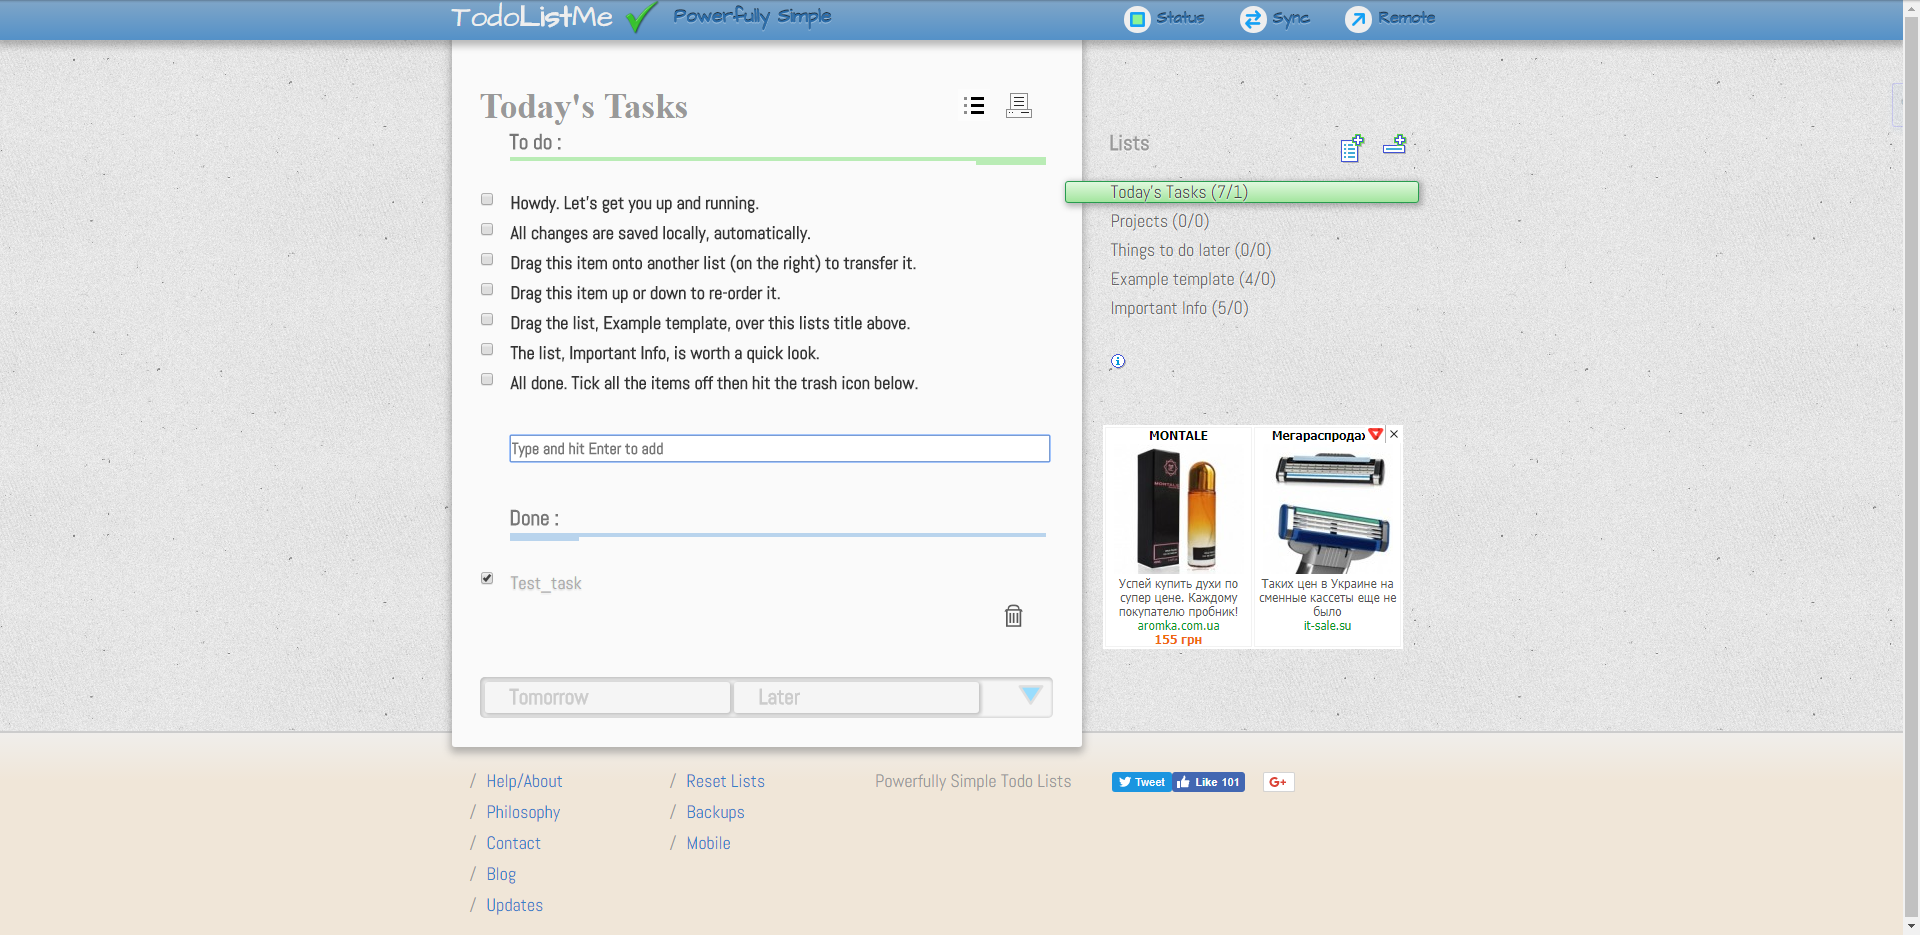 TodoListMe
Powerfully Simple
Status
Sync
Remote
Today's Tasks
To do :
Howdy. Let's get you up and running.
All changes are saved locally, automatically.
Drag this item onto another list (on the right) to transfer it.
Drag this item up or down to re-order it.
Drag the list, Example template, over this lists title above.
The list, Important Info, is worth a quick look.
All done. Tick all the items off then hit the trash icon below.
Type and hit Enter to add
Done :
Test_task
Tomorrow
Later
Lists
Today's Tasks (7/1)
Projects (0/0)
Things to do later (0/0)
Example template (4/0)
Important Info (5/0)
MONTALE
MONTALE
Успей купить духи по
супер цене. Каждому
покупателю пробник!
aromka.com.ua
155 грн
Мегараспродаж
Таких цен в Украине на
сменные кассеты еще не
было
it-sale.su
/ Help/About
/ Philosophy
/ Contact
/ Blog
/ Updates
/ Reset Lists
/ Backups
/ Mobile
Powerfully Simple Todo Lists
Tweet
Like 101
G+